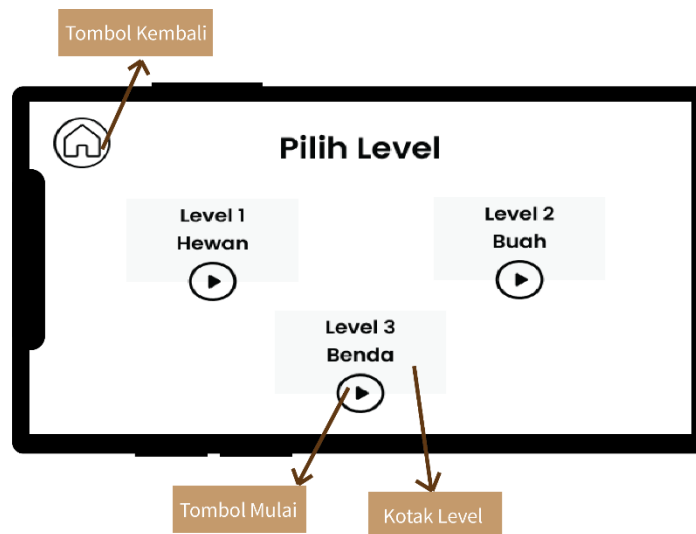 Tombol Kembali
Pilih Level
Level 1
Hewan
Level 2
Buah
Level 3
Benda
Tombol Mulai
Kotak Level